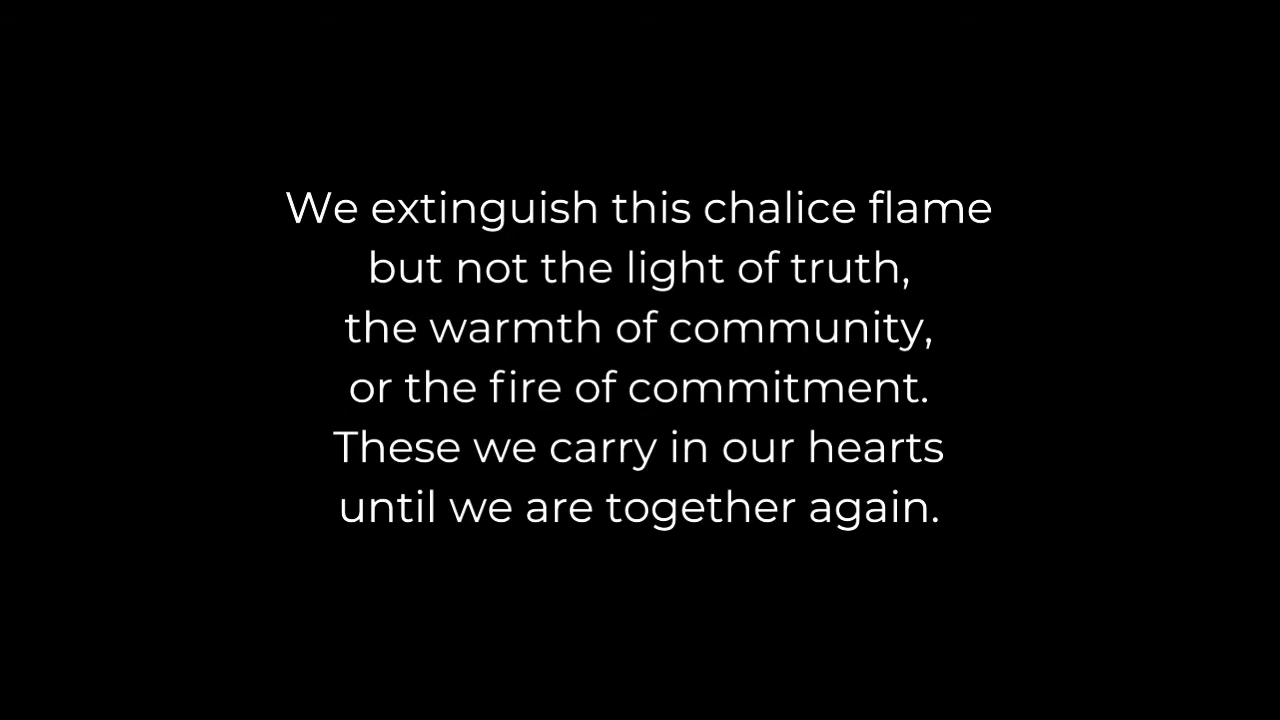 We extinguish this chalice flame
but not the light of truth,
the warmth of community,
or the fire of commitment.
These we carry in our hearts
until we are together again.